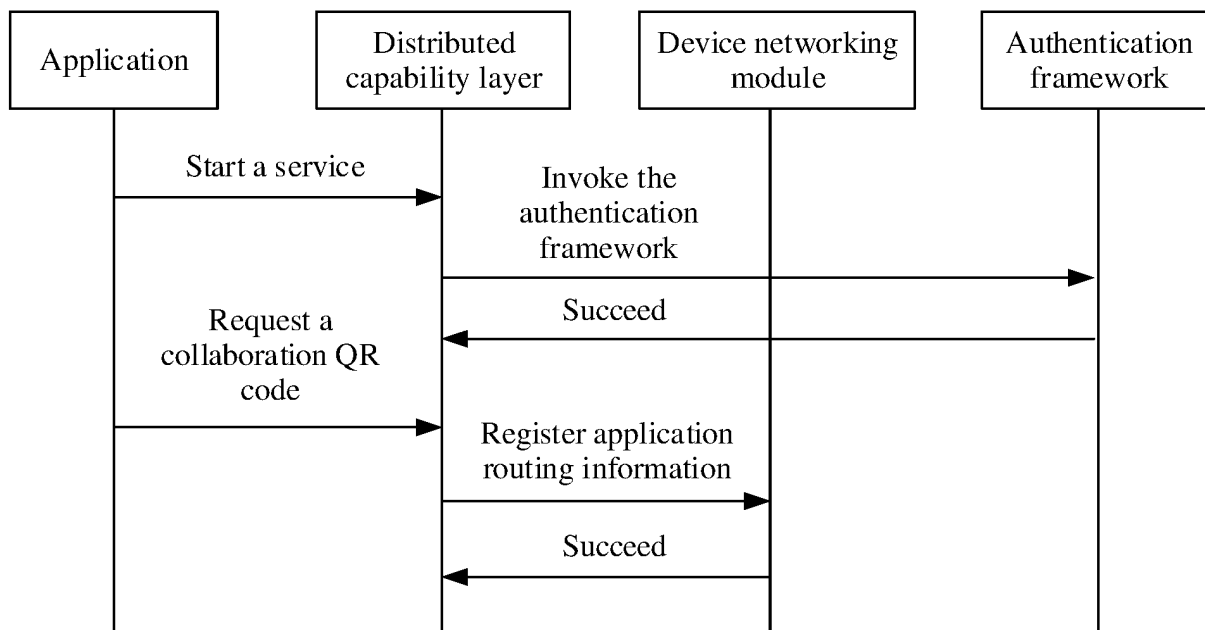 Application
Distributed
capability layer
Device networking
module
Authentication
framework
Start a service
Invoke the
authentication
framework
Succeed
Request a
collaboration QR
code
Register application
routing information
Succeed